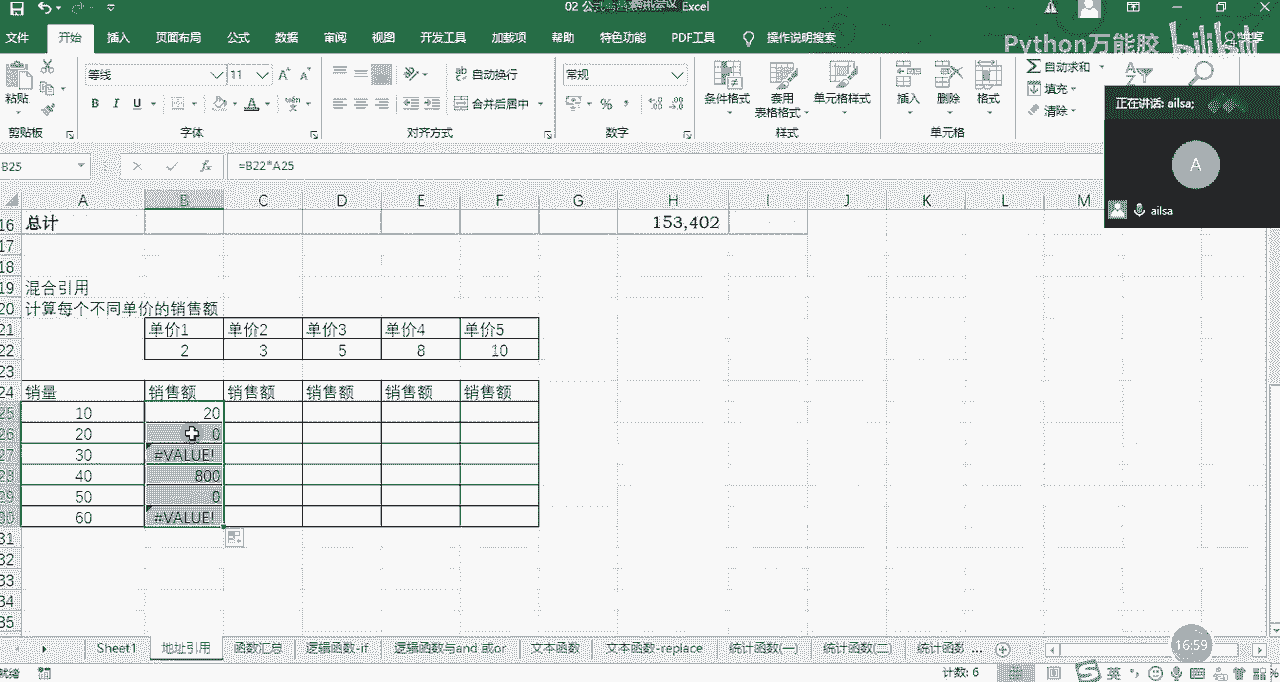 02 公式 Excel
文件 开始 插入 页面布局 公式 数据 审阅 视图 开发工具 加载 帮助 特色功能 PDF工具 操作说明搜索
Python万能胶 bilibili
粘贴 等线 11 A A B I U A 自动换行 合并后居中 常规 % 条件格式 套用 表格格式 单元格样式 插入 删除 格式 自动求和 填充 清除
剪贴板 字体 对齐方式 数字 样式 单元格
正在讲话: ailsa;
A
ailsa
B25 fx =B22*A25
A B C D E F G H I J K L M
16 总计 153,402
17
18
19 混合引用
20 计算每个不同单价的销售额
21 单价1 单价2 单价3 单价4 单价5
22 2 3 5 8 10
23
24 销量 销售额 销售额 销售额 销售额 销售额
25 10 20
26 20 0
27 30 #VALUE!
28 40 800
29 50 0
30 60 #VALUE!
31
32
33
34
35
Sheet1 地址引用 函数汇总 逻辑函数-if 逻辑函数与and 或or 文本函数 文本函数-replace 统计函数(一) 统计函数(二) 统计函数 ...
16:59
就绪 计数: 6 英